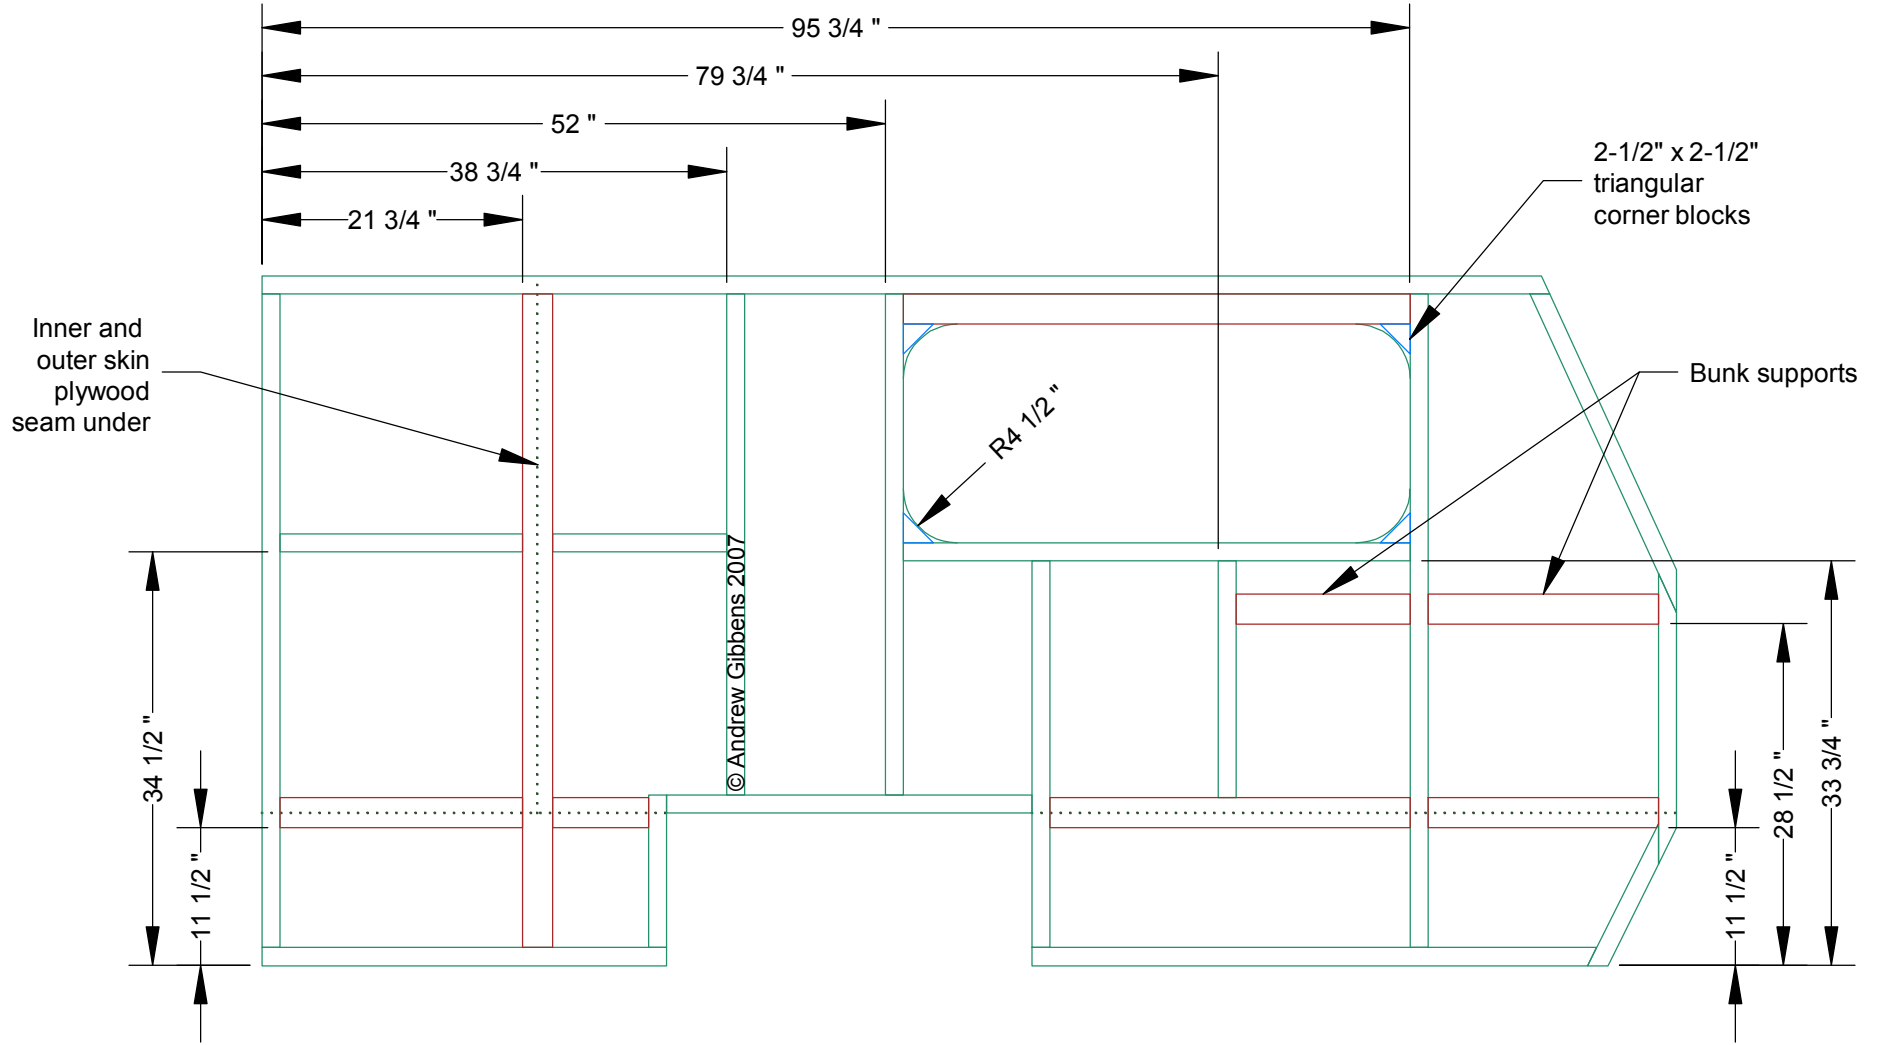 95 3/4 "
79 3/4 "
52 "
38 3/4 "
21 3/4 "
2-1/2" x 2-1/2"
triangular
corner blocks
Inner and
outer skin
plywood
seam under
Bunk supports
R4 1/2"
© Andrew Gibbens 2007
34 1/2 "
11 1/2 "
11 1/2 "
28 1/2 "
33 3/4 "